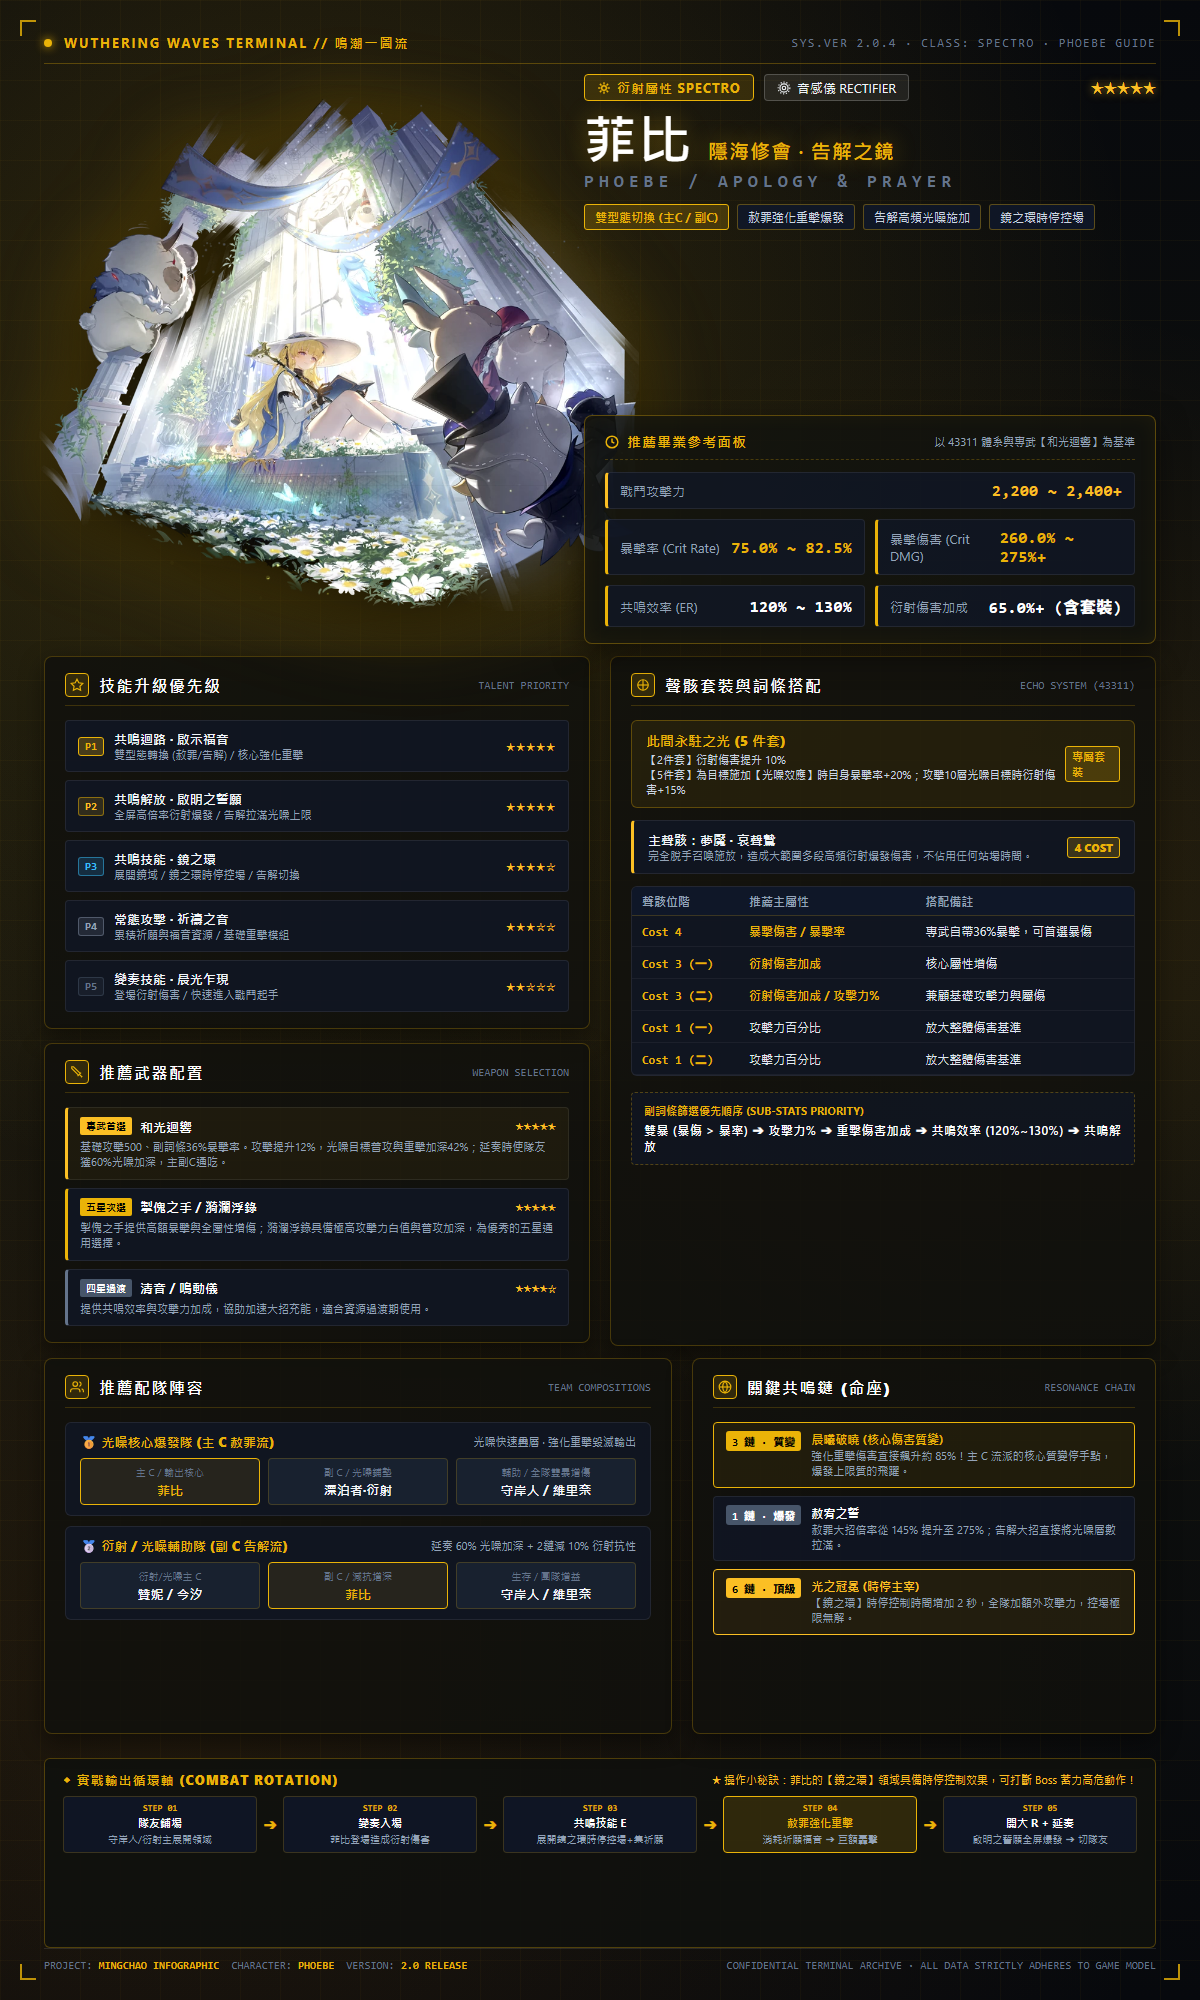 WUTHERING WAVES TERMINAL // 鳴潮一圖流
SYS.VER 2.0.4 · CLASS: SPECTRO · PHOEBE GUIDE
衍射屬性 SPECTRO
音感儀 RECTIFIER
★★★★★
菲比 隱海修會 · 告解之鏡
PHOEBE / APOLOGY & PRAYER
雙型態切換 (主C / 副C)
赦罪強化重擊爆發
告解高頻光噪施加
鏡之環時停控場
推薦畢業參考面板
以 43311 體系與專武【和光迴響】為基準
戰鬥攻擊力
2,200 ~ 2,400+
暴擊率 (Crit Rate)
75.0% ~ 82.5%
暴擊傷害 (Crit
DMG)
260.0% ~
275%+
共鳴效率 (ER)
120% ~ 130%
衍射傷害加成
65.0%+ (含套裝)
技能升級優先級
TALENT PRIORITY
P1
共鳴迴路 · 啟示福音
雙型態轉換 (赦罪/告解) / 核心強化重擊
★★★★★
P2
共鳴解放 · 啟明之誓願
全屏高倍率衍射爆發 / 告解拉滿光噪上限
★★★★★
P3
共鳴技能 · 鏡之環
展開鏡域 / 鏡之環時停控場 / 告解切換
★★★★☆
P4
常態攻擊 · 祈禱之音
累積祈願與福音資源 / 基礎重擊模組
★★★☆☆
P5
變奏技能 · 晨光乍現
登場衍射傷害 / 快速進入戰鬥起手
★★☆☆☆
聲骸套裝與詞條搭配
ECHO SYSTEM (43311)
此間永駐之光 (5 件套)
【2件套】衍射傷害提升 10%
【5件套】為目標施加【光噪效應】時自身暴擊率+20%；攻擊10層光噪目標時衍射傷
害+15%
專屬套
裝
主聲骸：夢魘 · 哀聲鷙
完全脫手召喚施放，造成大範圍多段高頻衍射爆發傷害，不佔用任何站場時間。
4 COST
聲骸位階
推薦主屬性
搭配備註
Cost 4
暴擊傷害 / 暴擊率
專武自帶36%暴擊，可首選暴傷
Cost 3 (一)
衍射傷害加成
核心屬性增傷
Cost 3 (二)
衍射傷害加成 / 攻擊力%
兼顧基礎攻擊力與屬傷
Cost 1 (一)
攻擊力百分比
放大整體傷害基準
Cost 1 (二)
攻擊力百分比
放大整體傷害基準
副詞條篩選優先順序 (SUB-STATS PRIORITY)
雙暴 (暴傷 > 暴率) ➔ 攻擊力% ➔ 重擊傷害加成 ➔ 共鳴效率 (120%~130%) ➔ 共鳴解
放
推薦武器配置
WEAPON SELECTION
專武首選
和光迴響
★★★★★
基礎攻擊500、副詞條36%暴擊率。攻擊提升12%，光噪目標普攻與重擊加深42%；延奏時使隊友
獲60%光噪加深，主副C通吃。
五星次選
掣傀之手 / 漪瀾浮錄
★★★★★
掣傀之手提供高額暴擊與全屬性增傷；漪瀾浮錄具備極高攻擊力白值與普攻加深，為優秀的五星通
用選擇。
四星過渡
清音 / 鳴動儀
★★★★☆
提供共鳴效率與攻擊力加成，協助加速大招充能，適合資源過渡期使用。
推薦配隊陣容
TEAM COMPOSITIONS
光噪核心爆發隊 (主 C 赦罪流)
光噪快速疊層 · 強化重擊毀滅輸出
主 C / 輸出核心
菲比
副 C / 光噪鋪墊
漂泊者·衍射
輔助 / 全隊雙暴增傷
守岸人 / 維里奈
衍射 / 光噪輔助隊 (副 C 告解流)
延奏 60% 光噪加深 + 2鏈減 10% 衍射抗性
衍射/光噪主 C
贊妮 / 今汐
副 C / 減抗增深
菲比
生存 / 團隊增益
守岸人 / 維里奈
關鍵共鳴鏈 (命座)
RESONANCE CHAIN
3 鏈 · 質變
晨曦破曉 (核心傷害質變)
強化重擊傷害直接飆升約 85%！主 C 流派的核心質變停手點，
爆發上限質的飛躍。
1 鏈 · 爆發
赦宥之誓
赦罪大招倍率從 145% 提升至 275%；告解大招直接將光噪層數
拉滿。
6 鏈 · 頂級
光之冠冕 (時停主宰)
【鏡之環】時停控制時間增加 2 秒，全隊加額外攻擊力，控場極
限無解。
◆ 實戰輸出循環軸 (COMBAT ROTATION)
★ 操作小秘訣：菲比的【鏡之環】領域具備時停控制效果，可打斷 Boss 蓄力高危動作！
STEP 01
隊友鋪場
守岸人/衍射主展開領域
➔
STEP 02
變奏入場
菲比登場造成衍射傷害
➔
STEP 03
共鳴技能 E
展開鏡之環時停控場+集祈願
➔
STEP 04
赦罪強化重擊
消耗祈願福音 ➔ 巨額轟擊
➔
STEP 05
開大 R + 延奏
啟明之誓願全屏爆發 ➔ 切隊友
PROJECT: MINGCHAO INFOGRAPHIC CHARACTER: PHOEBE VERSION: 2.0 RELEASE
CONFIDENTIAL TERMINAL ARCHIVE · ALL DATA STRICTLY ADHERES TO GAME MODEL